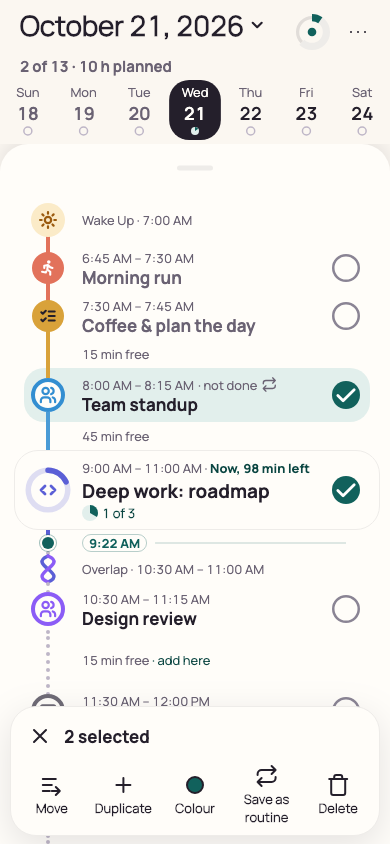 October 21, 2026
2 of 13 · 10 h planned
Sun Mon Tue Wed Thu Fri Sat
18 19 20 21 22 23 24
Wake Up · 7:00 AM
6:45 AM – 7:30 AM
Morning run
7:30 AM – 7:45 AM
Coffee & plan the day
15 min free
8:00 AM – 8:15 AM · not done
Team standup
45 min free
9:00 AM – 11:00 AM · Now, 98 min left
Deep work: roadmap
1 of 3
9:22 AM
Overlap · 10:30 AM – 11:00 AM
10:30 AM – 11:15 AM
Design review
15 min free · add here
11:30 AM – 12:00 PM
2 selected
Move Duplicate Colour Save as routine Delete